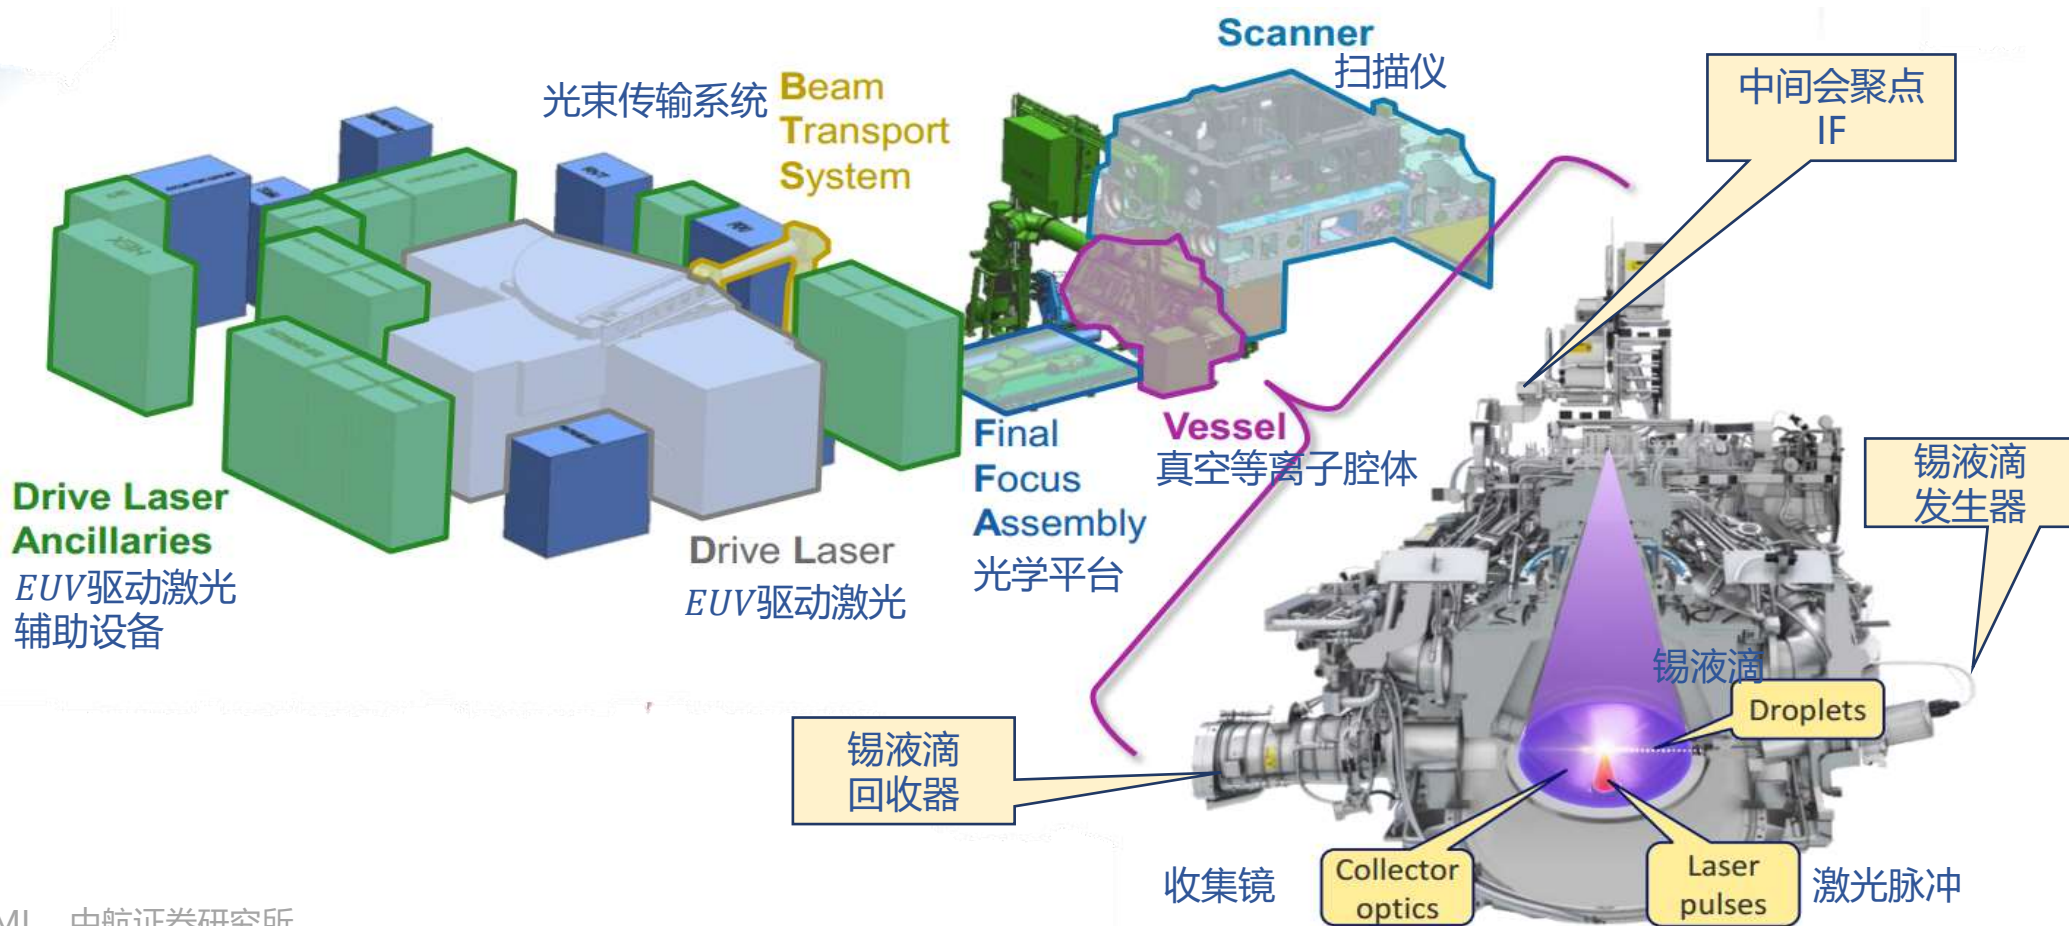 Scanner
扫描仪
光束传输系统
Beam
Transport
System
中间会聚点
IF
HEX
Final
Focus
Assembly
光学平台
Vessel
真空等离子腔体
锡液滴
发生器
Drive Laser
Ancillaries
EUV驱动激光
辅助设备
Drive Laser
EUV驱动激光
锡液滴
Droplets
锡液滴
回收器
收集镜
Collector
optics
Laser
pulses
激光脉冲
中航证券研究所